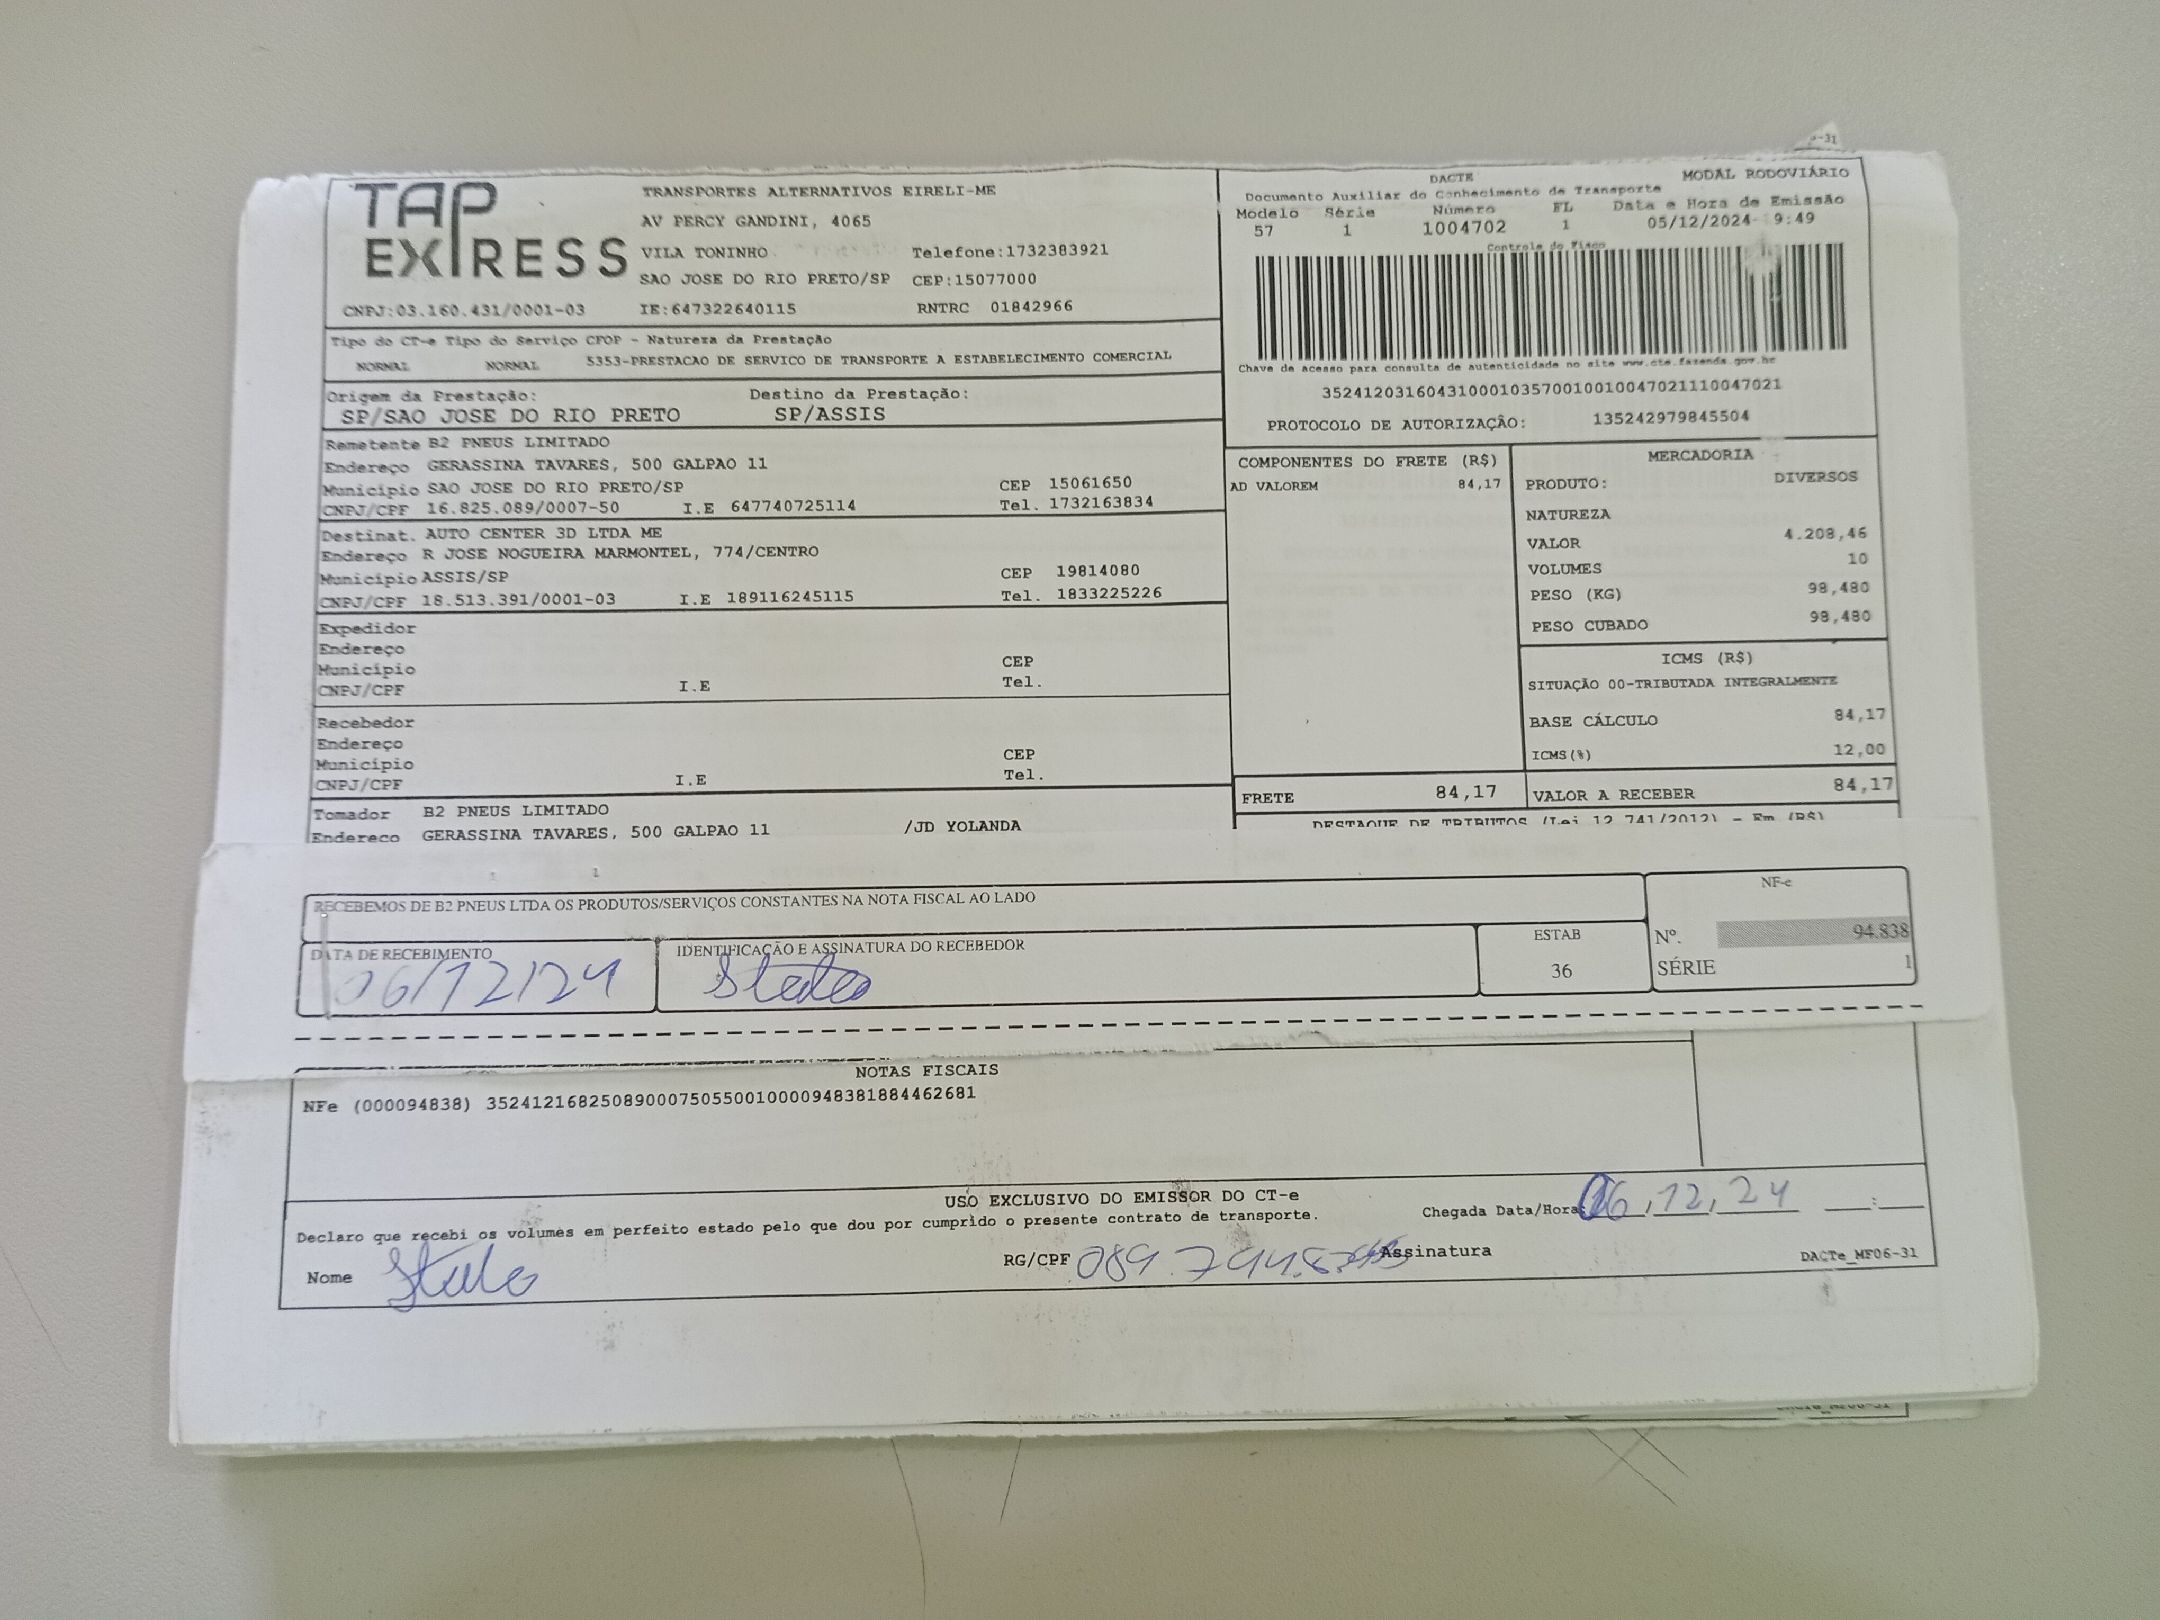 TAP EXPRESS
TRANSPORTES ALTERNATIVOS EIRELI-ME
AV PERCY GANDINI, 4065
VILA TONINHO Telefone:1732383921
SAO JOSE DO RIO PRETO/SP CEP:15077000
CNPJ:03.160.431/0001-03 IE:647322640115 RNTRC 01842966
-31
DACTE MODAL RODOVIÁRIO
Documento Auxiliar do Conhecimento de Transporte
Modelo Série Número FL Data e Hora de Emissão
57 1 1004702 1 05/12/2024 9:49
Controle do Fisco
Chave de acesso para consulta de autenticidade no site www.cte.fazenda.gov.br
35241203160431000103570010010047021110047021
PROTOCOLO DE AUTORIZAÇÃO: 135242979845504
Tipo do CT-e Tipo do Serviço CFOP - Natureza da Prestação
NORMAL NORMAL 5353-PRESTACAO DE SERVICO DE TRANSPORTE A ESTABELECIMENTO COMERCIAL
Origem da Prestação: Destino da Prestação:
SP/SAO JOSE DO RIO PRETO SP/ASSIS
Remetente B2 PNEUS LIMITADO
Endereço GERASSINA TAVARES, 500 GALPAO 11
Município SAO JOSE DO RIO PRETO/SP CEP 15061650
CNPJ/CPF 16.825.089/0007-50 I.E 647740725114 Tel. 1732163834
Destinat. AUTO CENTER 3D LTDA ME
Endereço R JOSE NOGUEIRA MARMONTEL, 774/CENTRO
Município ASSIS/SP CEP 19814080
CNPJ/CPF 18.513.391/0001-03 I.E 189116245115 Tel. 1833225226
Expedidor
Endereço
Município CEP
CNPJ/CPF I.E Tel.
Recebedor
Endereço
Município CEP
CNPJ/CPF I.E Tel.
Tomador B2 PNEUS LIMITADO
Endereço GERASSINA TAVARES, 500 GALPAO 11 /JD YOLANDA
COMPONENTES DO FRETE (R$)
AD VALOREM 84,17
FRETE 84,17
MERCADORIA
PRODUTO: DIVERSOS
NATUREZA
VALOR 4.208,46
VOLUMES 10
PESO (KG) 98,480
PESO CUBADO 98,480
ICMS (R$)
SITUAÇÃO 00-TRIBUTADA INTEGRALMENTE
BASE CÁLCULO 84,17
ICMS(%) 12,00
VALOR A RECEBER 84,17
DESTAQUE DE TRIBUTOS (Lei 12.741/2012) - Em (R$)
RECEBEMOS DE B2 PNEUS LTDA OS PRODUTOS/SERVIÇOS CONSTANTES NA NOTA FISCAL AO LADO
DATA DE RECEBIMENTO IDENTIFICAÇÃO E ASSINATURA DO RECEBEDOR
06/12/24
ESTAB
36
NF-e
Nº. 94.838
SÉRIE 1
NOTAS FISCAIS
NFe (000094838) 35241216825089000750550010000948381884462681
USO EXCLUSIVO DO EMISSOR DO CT-e
Declaro que recebi os volumes em perfeito estado pelo que dou por cumprido o presente contrato de transporte.
Chegada Data/Hora: 06,12,24 :
Nome
RG/CPF 089. Assinatura
DACTe_MF06-31